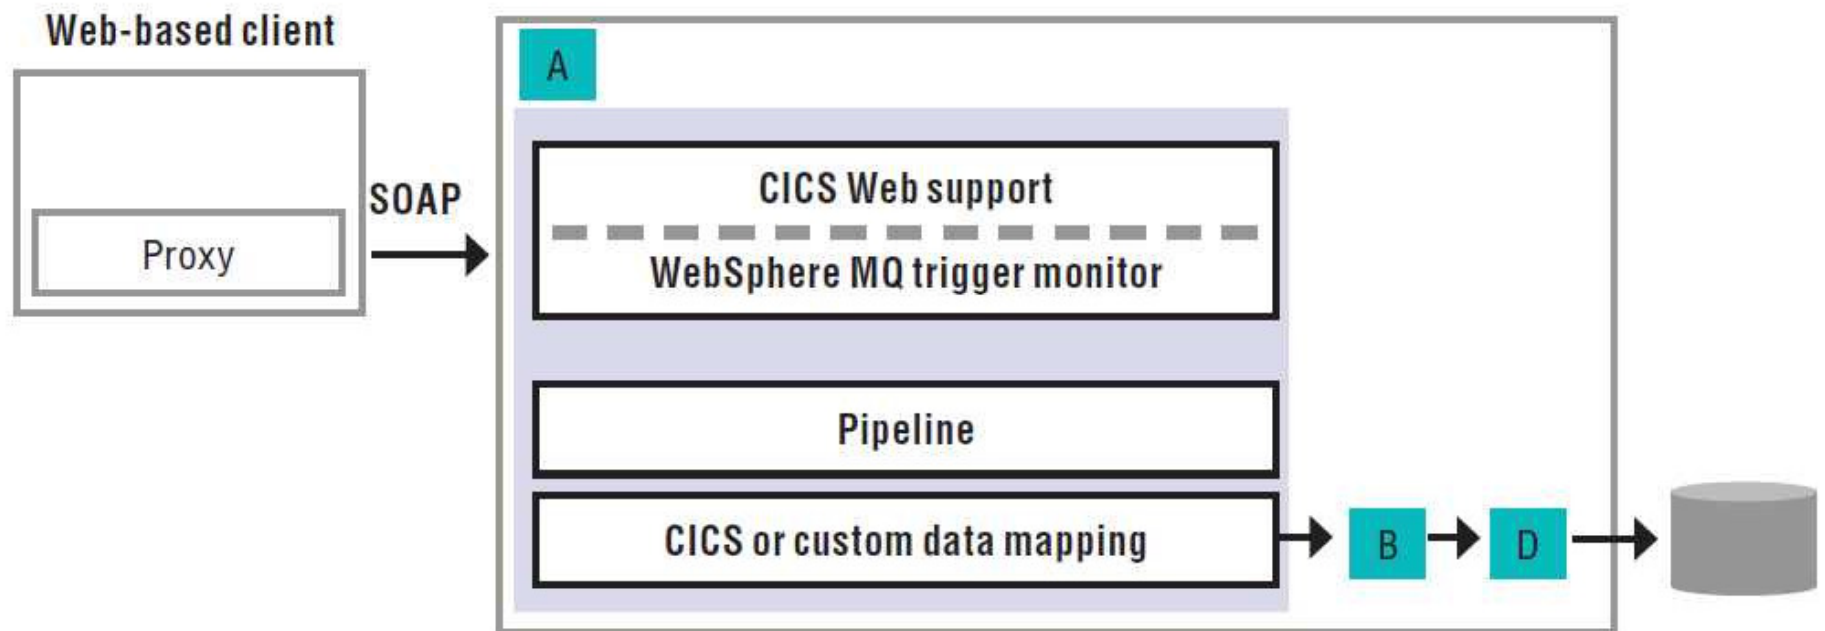 Web-based client
A
CICS Web support
SOAP
Proxy
WebSphere MQ trigger monitor
Pipeline
CICS or custom data mapping
B
D